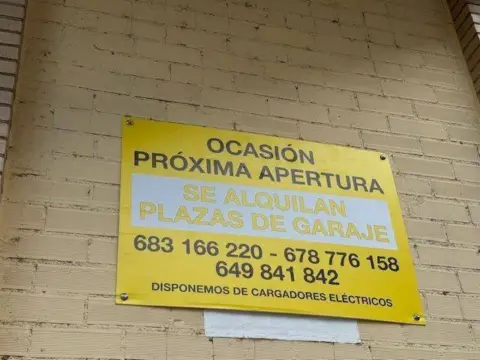 OCASIÓN
PRÓXIMA APERTURA
SE ALQUILAN
PLAZAS DE GARAJE
683 166 220 - 678 776 158
649 841 842
DISPONEMOS DE CARGADORES ELÉCTRICOS